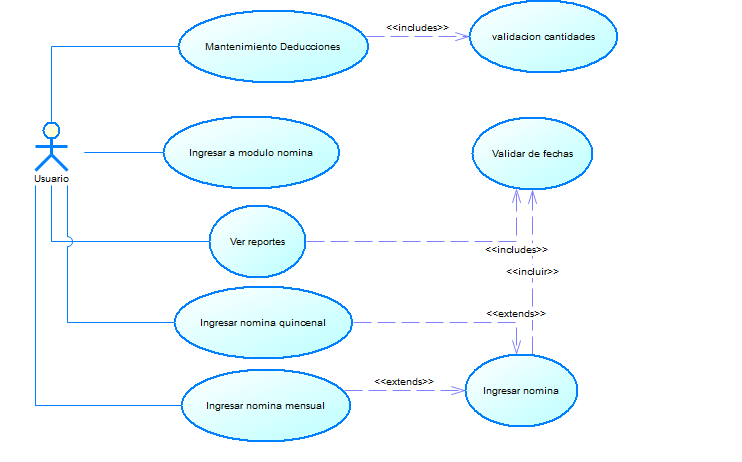 <<includes>>
Mantenimiento Deducciones
validacion cantidades
Ingresar a modulo nomina
Validar de fechas
Usuario
Ver reportes
<<includes>>
<<incluir>>
<<extends>>
Ingresar nomina quincenal
<<extends>>
Ingresar nomina
Ingresar nomina mensual